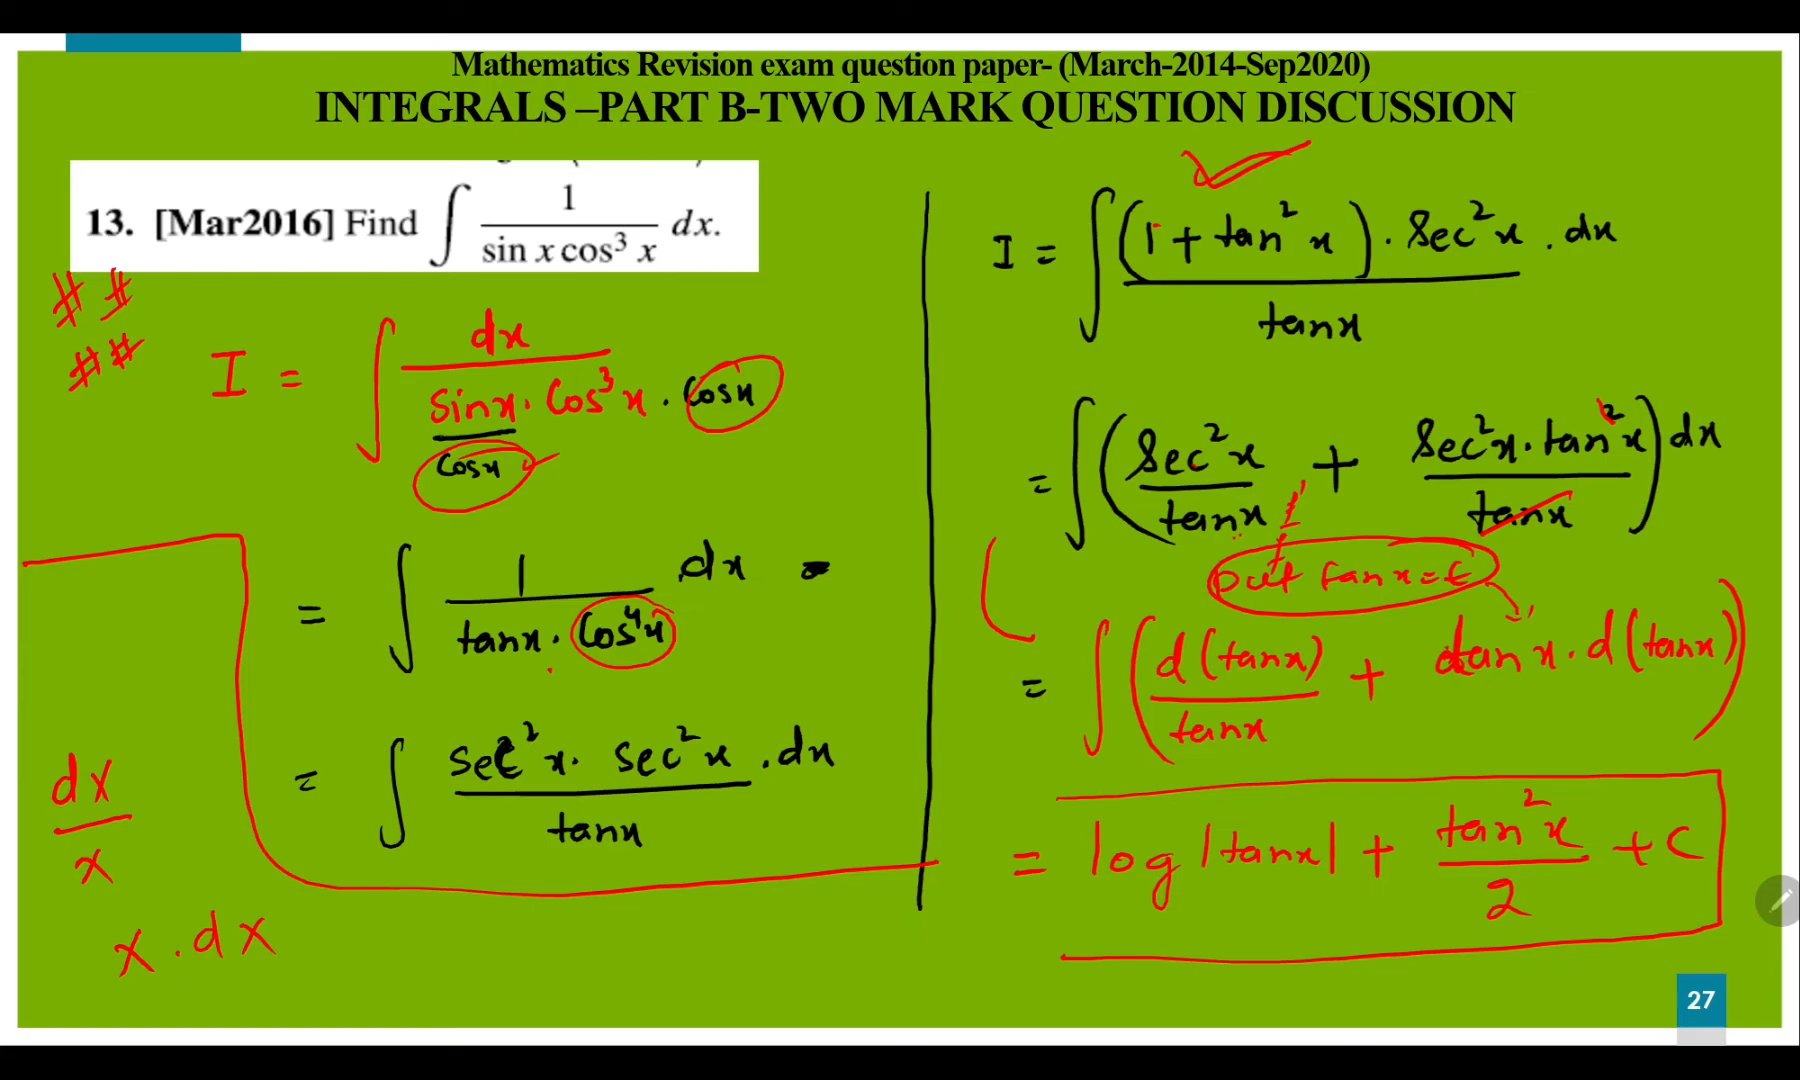 Mathematics Revision exam question paper- (March-2014-Sep2020)
INTEGRALS –PART B-TWO MARK QUESTION DISCUSSION
13. [Mar2016] Find ∫ 1 / (sin x cos³ x) dx.
# #
# #
I = ∫ dx / (sinx/cosx · Cos³x · cosx)
= ∫ 1 / (tanx · Cos⁴x) dx
= ∫ sec²x · sec²x / tanx . dx
dx / x
x . dx
I = ∫ (1 + tan²x) . Sec²x / tanx . dx
= ∫ (Sec²x / tanx + Sec²x · tan²x / tanx) dx
put tanx = t
= ∫ (d(tanx) / tanx + tanx . d(tanx))
= log |tanx| + tan²x / 2 + C
27